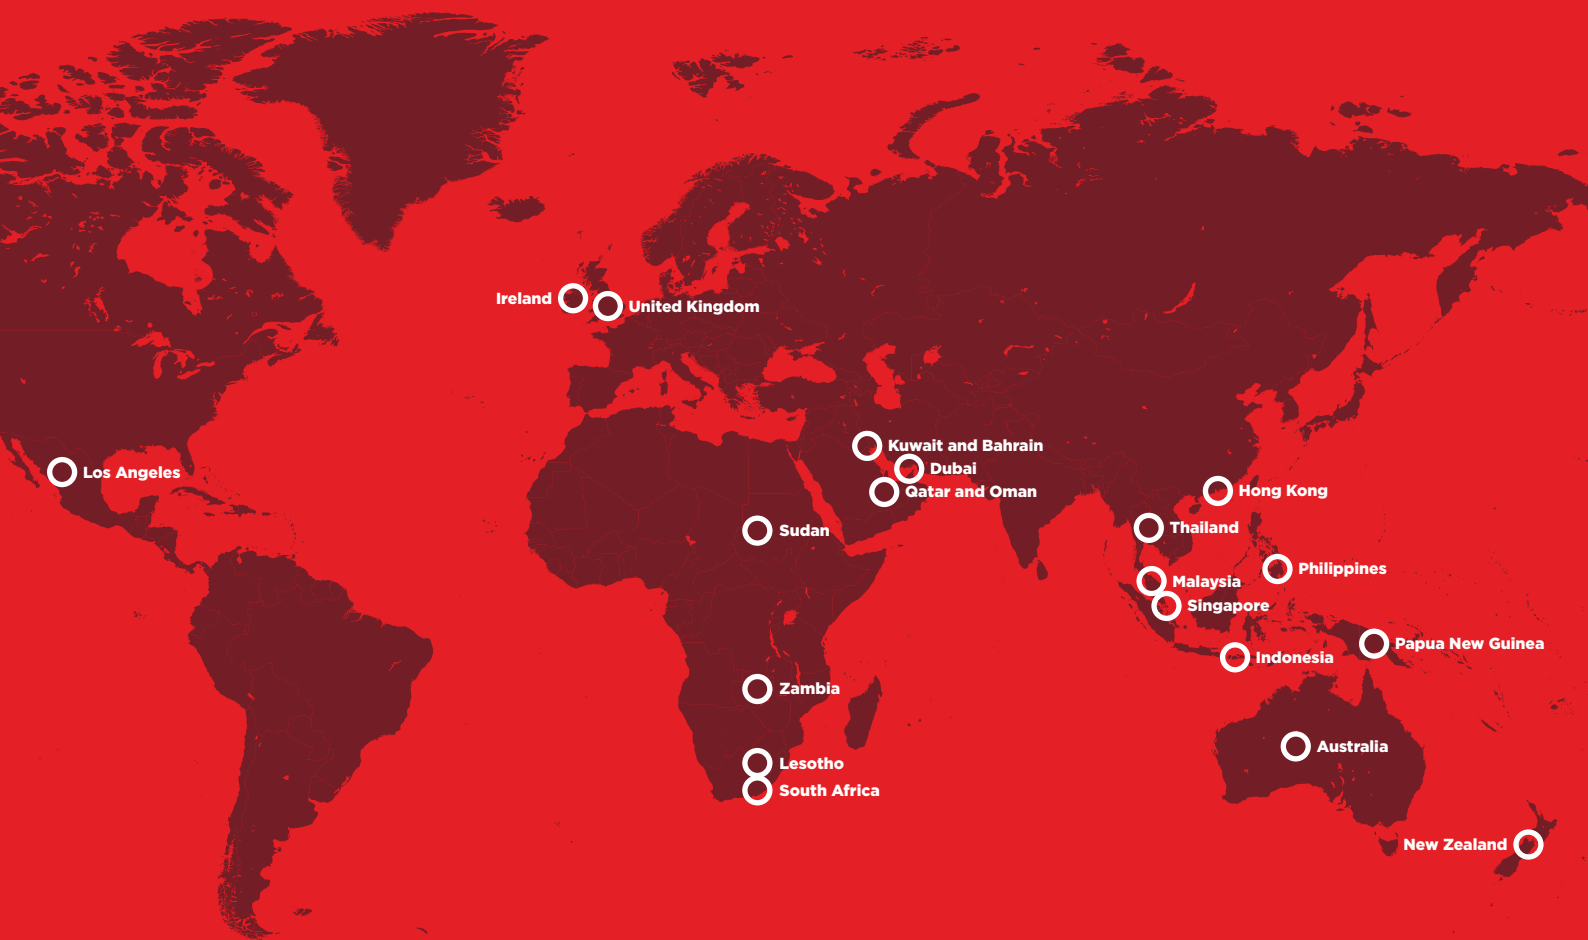 Ireland
United Kingdom
Kuwait and Bahrain
Dubai
Los Angeles
Qatar and Oman
Hong Kong
Sudan
Thailand
Philippines
Malaysia
Singapore
Papua New Guinea
Indonesia
Zambia
Australia
Lesotho
South Africa
New Zealand